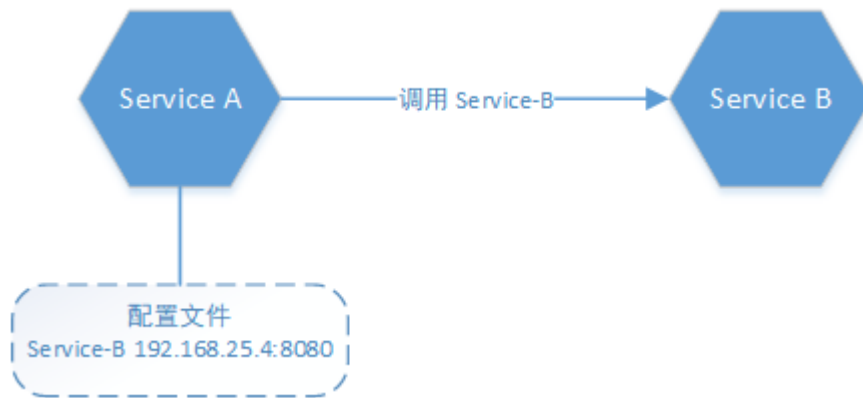 Service A
调用 Service-B
Service B
配置文件
Service-B 192.168.25.4:8080